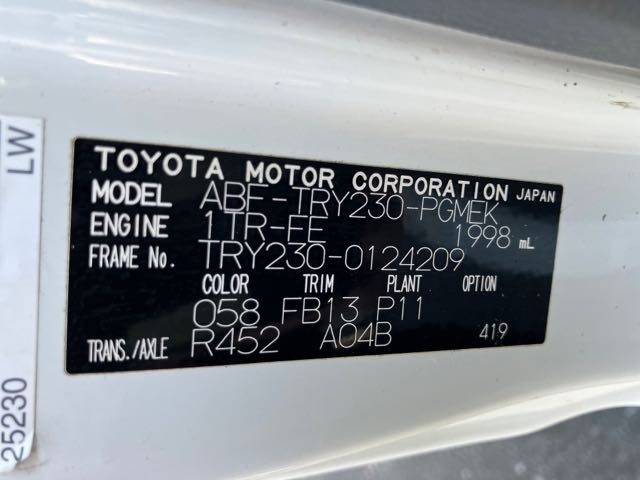 TOYOTA MOTOR CORPORATION JAPAN
MODEL ABF-TRY230-PGMEK
ENGINE 1TR-FE 1998 mL
FRAME No. TRY230-0124209
COLOR TRIM PLANT OPTION
058 FB13 P11
TRANS./AXLE R452 A04B 419
LW
25230